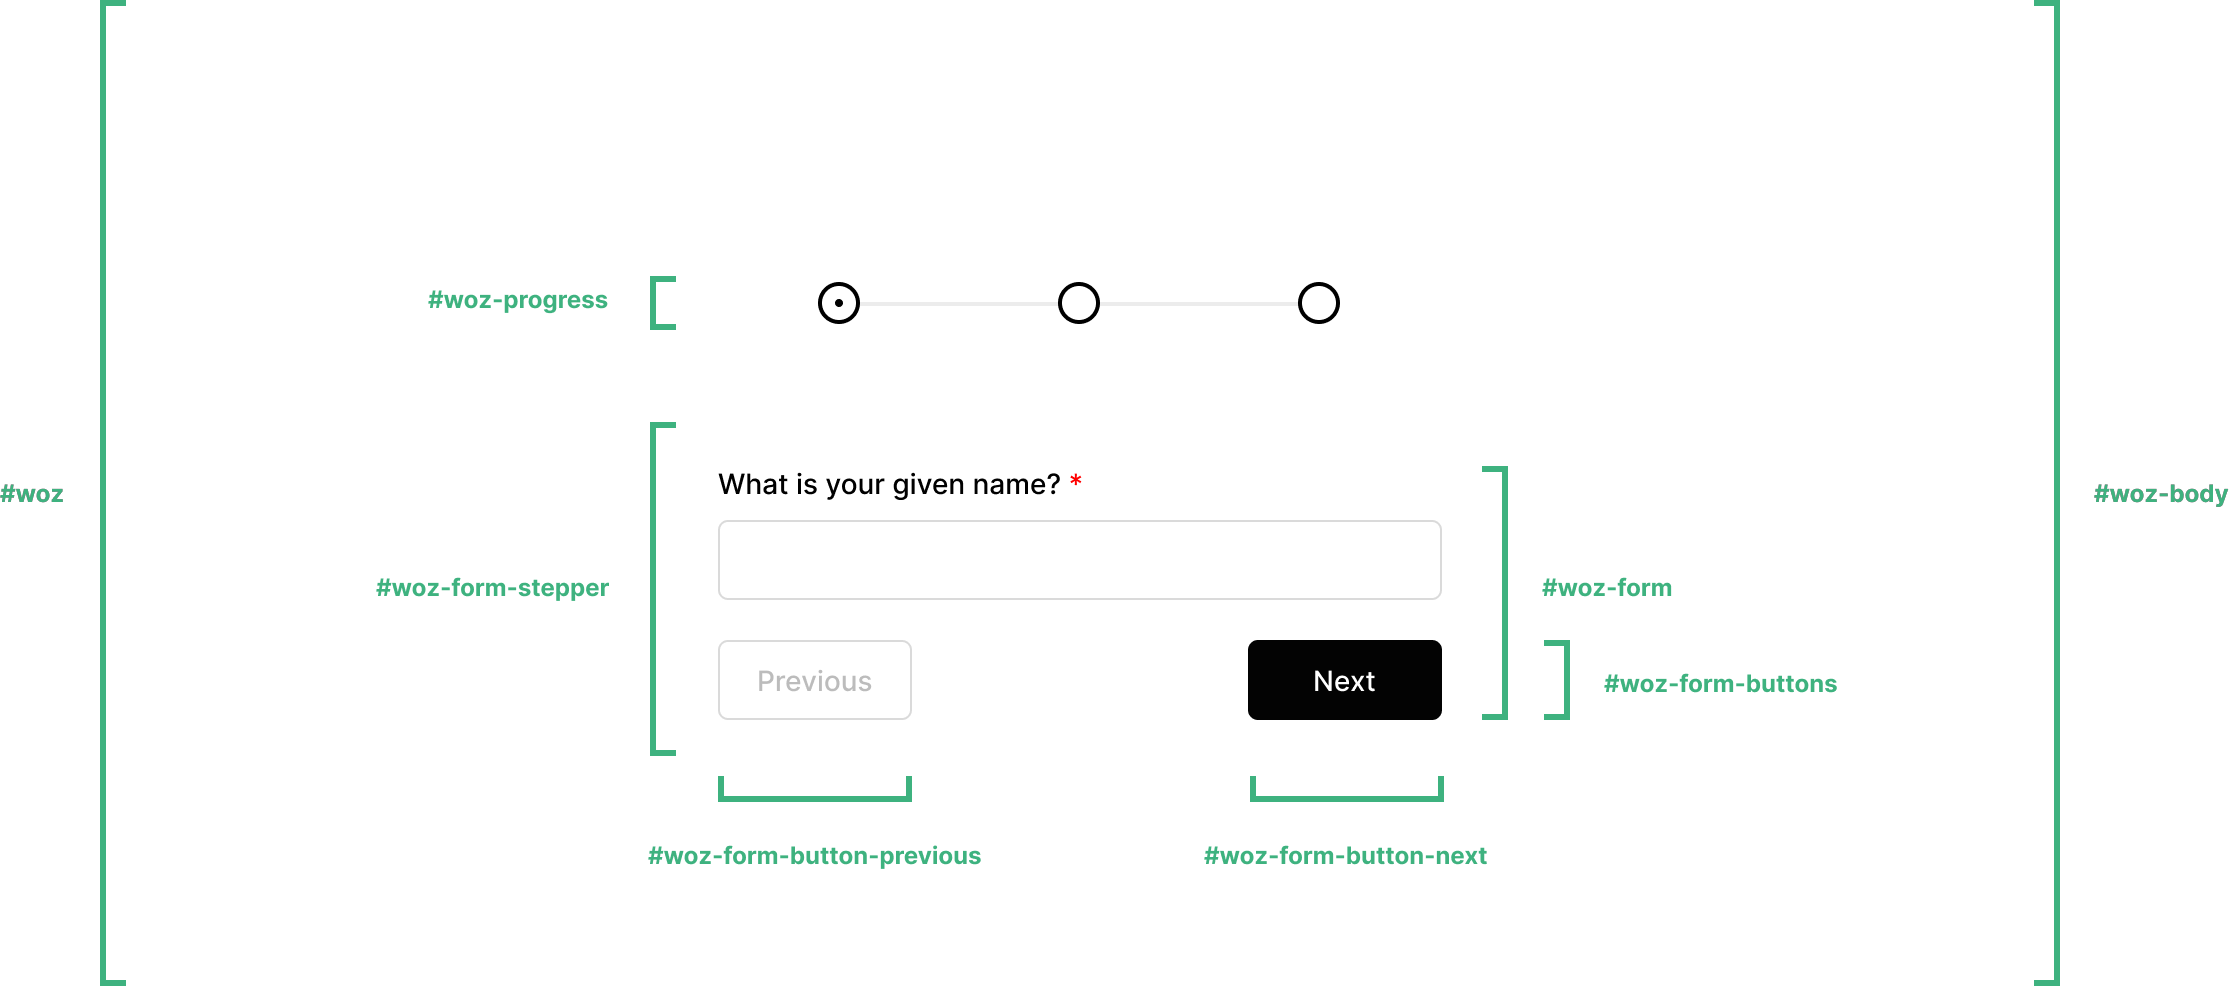 #woz-progress
What is your given name? *
#woz
#woz-body
#woz-form-stepper
#woz-form
Previous
Next
#woz-form-buttons
#woz-form-button-previous
#woz-form-button-next